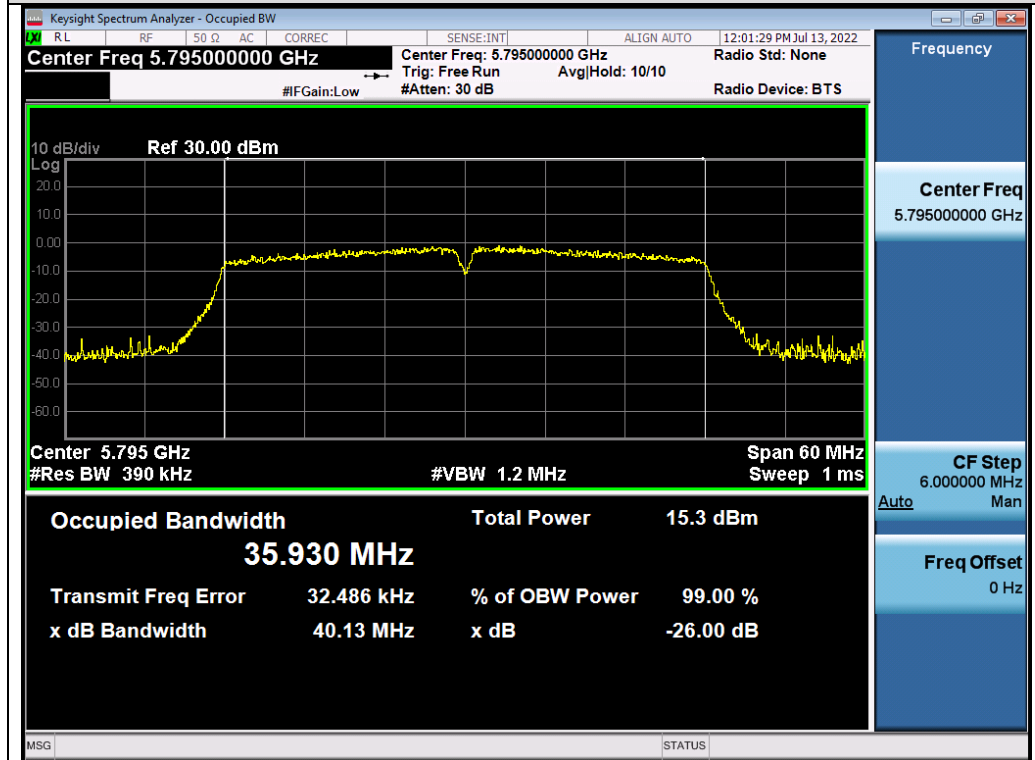 Keysight Spectrum Analyzer - Occupied BW
LXI RL RF 50 Ω AC CORREC SENSE:INT ALIGN AUTO 12:01:29 PM Jul 13, 2022
Center Freq 5.795000000 GHz
Center Freq: 5.795000000 GHz
Radio Std: None
Trig: Free Run Avg|Hold: 10/10
#IFGain:Low
#Atten: 30 dB
Radio Device: BTS
10 dB/div Ref 30.00 dBm
Log
20.0
10.0
0.00
-10.0
-20.0
-30.0
-40.0
-50.0
-60.0
Center 5.795 GHz Span 60 MHz
#Res BW 390 kHz #VBW 1.2 MHz Sweep 1 ms
Occupied Bandwidth Total Power 15.3 dBm
35.930 MHz
Transmit Freq Error 32.486 kHz % of OBW Power 99.00 %
x dB Bandwidth 40.13 MHz x dB -26.00 dB
MSG STATUS
Frequency
Center Freq
5.795000000 GHz
CF Step
6.000000 MHz
Auto Man
Freq Offset
0 Hz